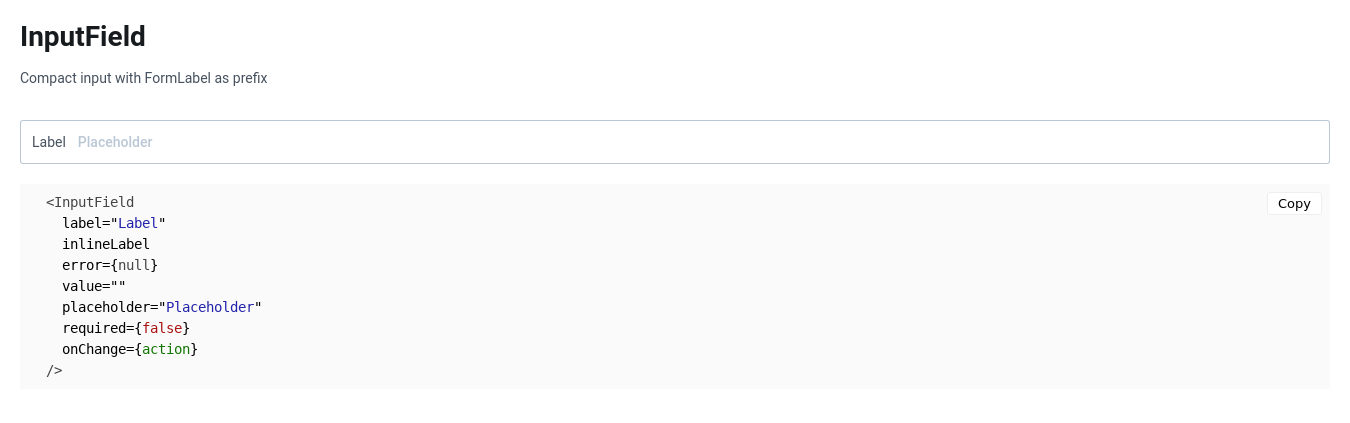 InputField
Compact input with FormLabel as prefix
Label Placeholder
<InputField
label="Label"
inlineLabel
error={null}
value=""
placeholder="Placeholder"
required={false}
onChange={action}
/>
Copy